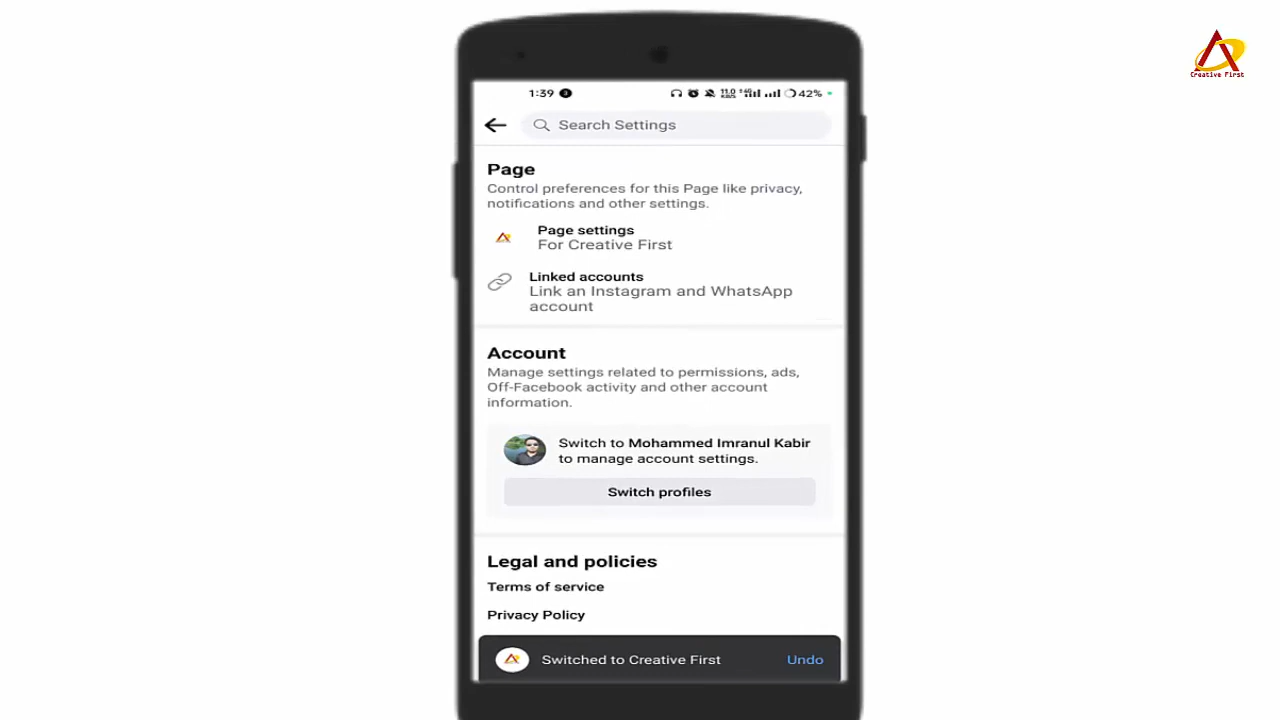 Creative First
1:39
42%
Search Settings
Page
Control preferences for this Page like privacy,
notifications and other settings.
Page settings
For Creative First
Linked accounts
Link an Instagram and WhatsApp
account
Account
Manage settings related to permissions, ads,
Off-Facebook activity and other account
information.
Switch to Mohammed Imranul Kabir
to manage account settings.
Switch profiles
Legal and policies
Terms of service
Privacy Policy
Switched to Creative First
Undo